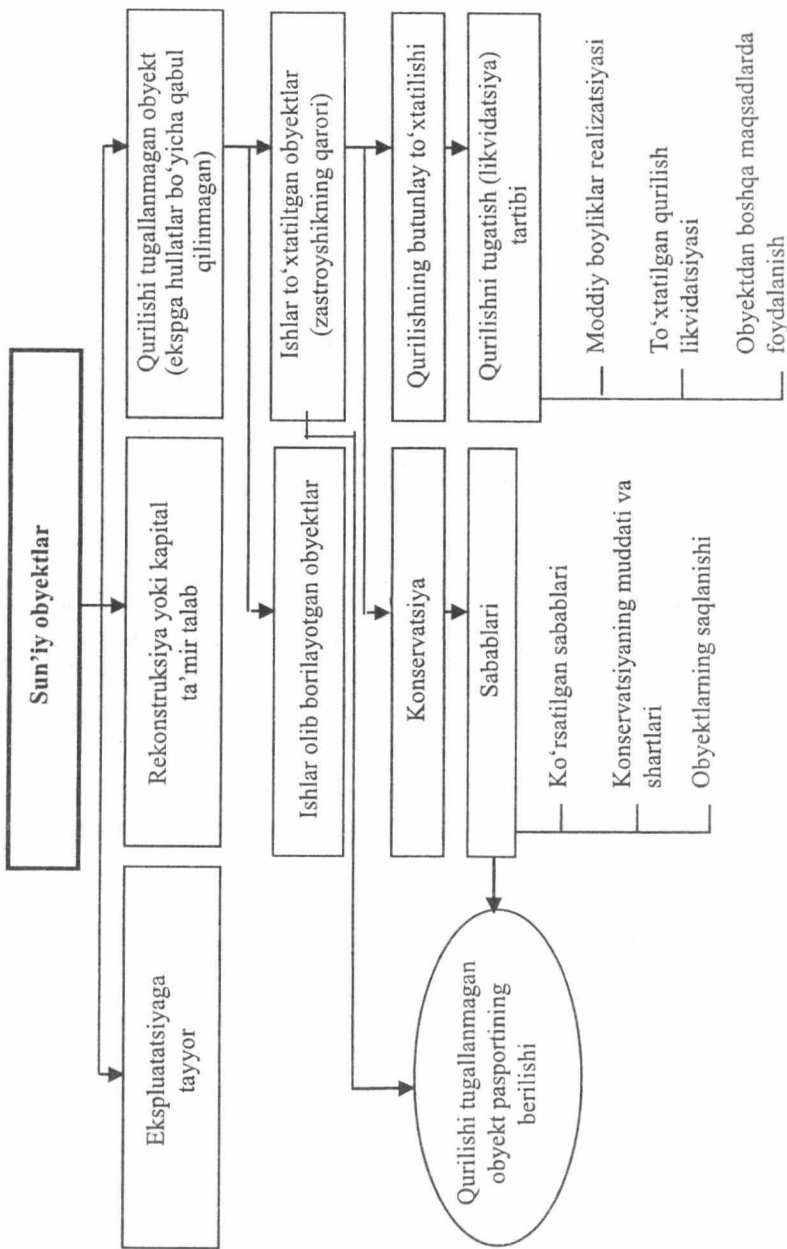 Sun'iy obyektlar
Ekspluatatsiyaga
tayyor
Rekonstruksiya yoki kapital
ta'mir talab
Qurilishi tugallanmagan obyekt
(ekspga hullatlar bo'yicha qabul
qilinmagan)
Ishlar olib borilayotgan obyektlar
Ishlar to'xtatiltgan obyektlar
(zastroyshikning qarori)
Konservatsiya
Qurilishning butunlay to'xtatilishi
Qurilishi tugallanmagan
obyekt pasportining
berilishi
Sabablari
Qurilishni tugatish (likvidatsiya)
tartibi
Ko'rsatilgan sabablari
Konservatsiyaning muddati va
shartlari
Obyektlarning saqlanishi
Moddiy boyliklar realizatsiyasi
To'xtatilgan qurilish
likvidatsiyasi
Obyektdan boshqa maqsadlarda
foydalanish